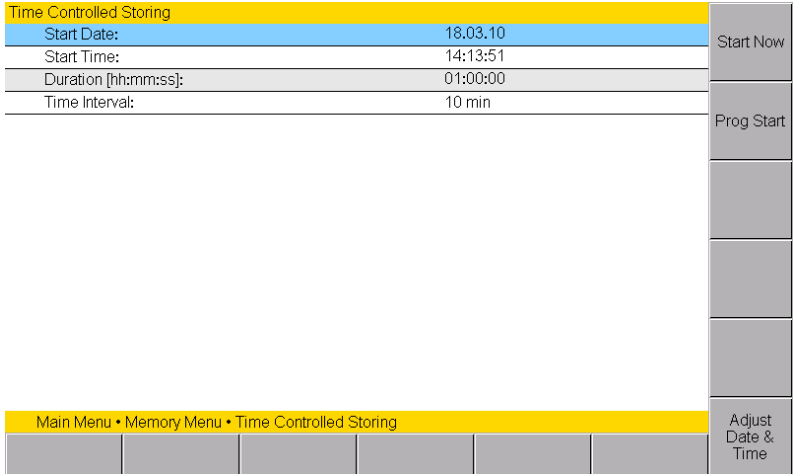 Time Controlled Storing
Start Date: 18.03.10
Start Time: 14:13:51
Duration [hh:mm:ss]: 01:00:00
Time Interval: 10 min
Start Now
Prog Start
Main Menu • Memory Menu • Time Controlled Storing
Adjust
Date &
Time